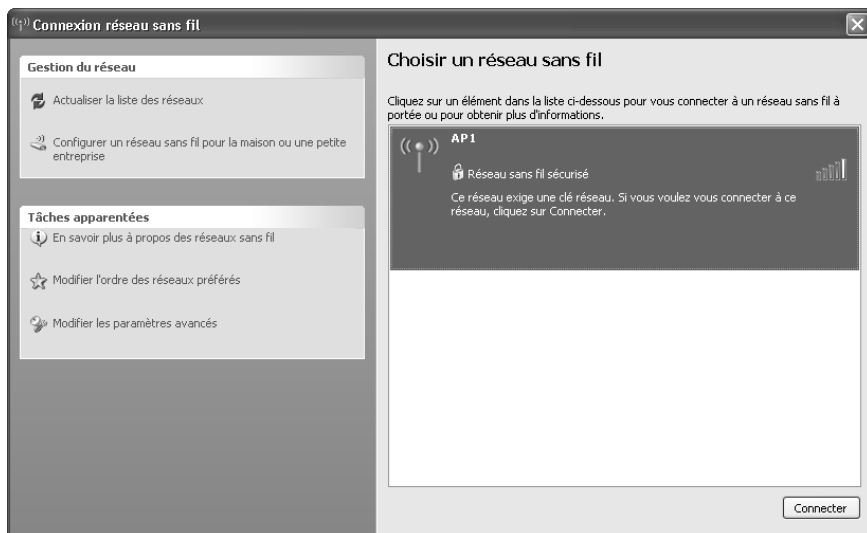 Connexion réseau sans fil
Gestion du réseau
Actualiser la liste des réseaux
Configurer un réseau sans fil pour la maison ou une petite
entreprise
Tâches apparentées
En savoir plus à propos des réseaux sans fil
Modifier l'ordre des réseaux préférés
Modifier les paramètres avancés
Choisir un réseau sans fil
Cliquez sur un élément dans la liste ci-dessous pour vous connecter à un réseau sans fil à
portée ou pour obtenir plus d'informations.
AP1
Réseau sans fil sécurisé
Ce réseau exige une clé réseau. Si vous voulez vous connecter à ce
réseau, cliquez sur Connecter.
Connecter